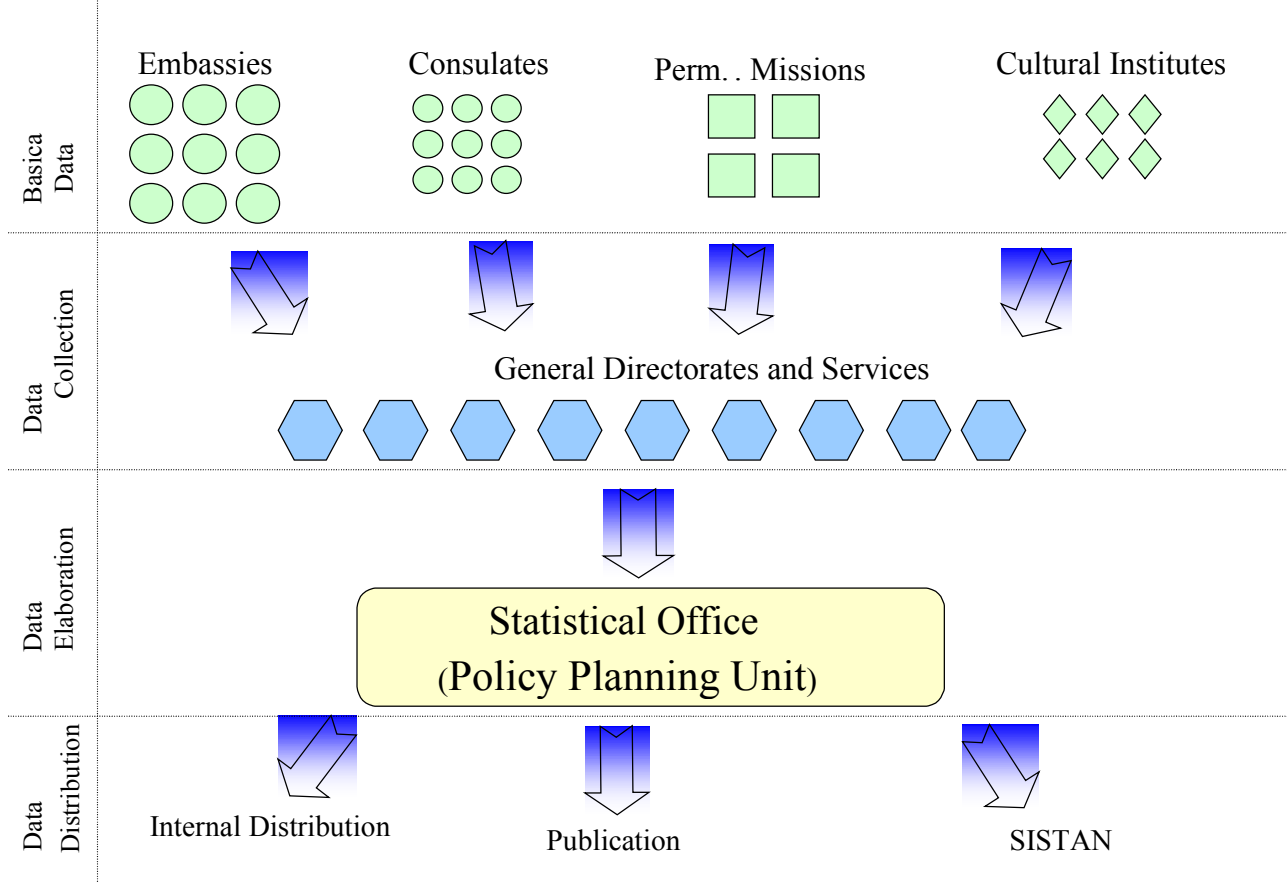 Embassies
Consulates
Perm. . Missions
Cultural Institutes
Basica
Data
Data
Collection
General Directorates and Services
Data
Elaboration
Statistical Office
(Policy Planning Unit)
Data
Distribution
Internal Distribution
Publication
SISTAN